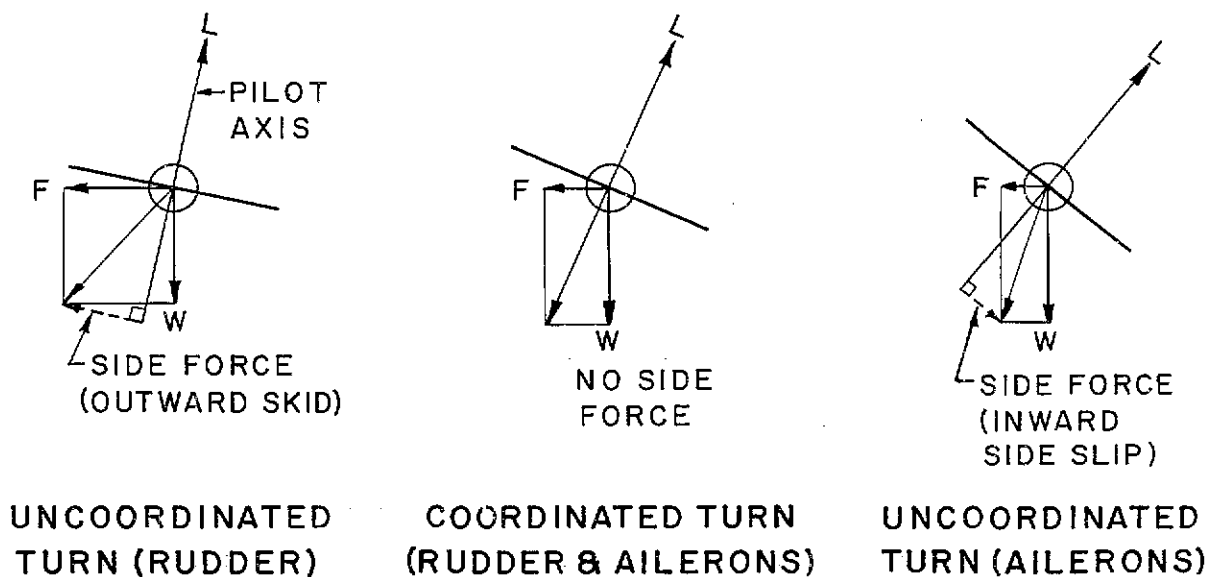 L
PILOT
AXIS
F
W
SIDE FORCE
(OUTWARD SKID)
UNCOORDINATED
TURN (RUDDER)
L
F
W
NO SIDE
FORCE
COORDINATED TURN
(RUDDER & AILERONS)
L
F
W
SIDE FORCE
(INWARD
SIDE SLIP)
UNCOORDINATED
TURN (AILERONS)